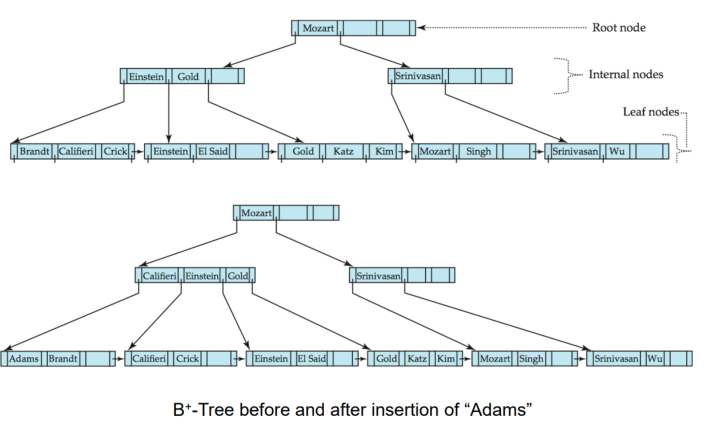 Mozart
Root node
Einstein Gold
Srinivasan
Internal nodes
Leaf nodes
Brandt Califieri Crick Einstein El Said Gold Katz Kim Mozart Singh Srinivasan Wu
Mozart
Califieri Einstein Gold
Srinivasan
Adams Brandt Califieri Crick Einstein El Said Gold Katz Kim Mozart Singh Srinivasan Wu
B⁺-Tree before and after insertion of “Adams”